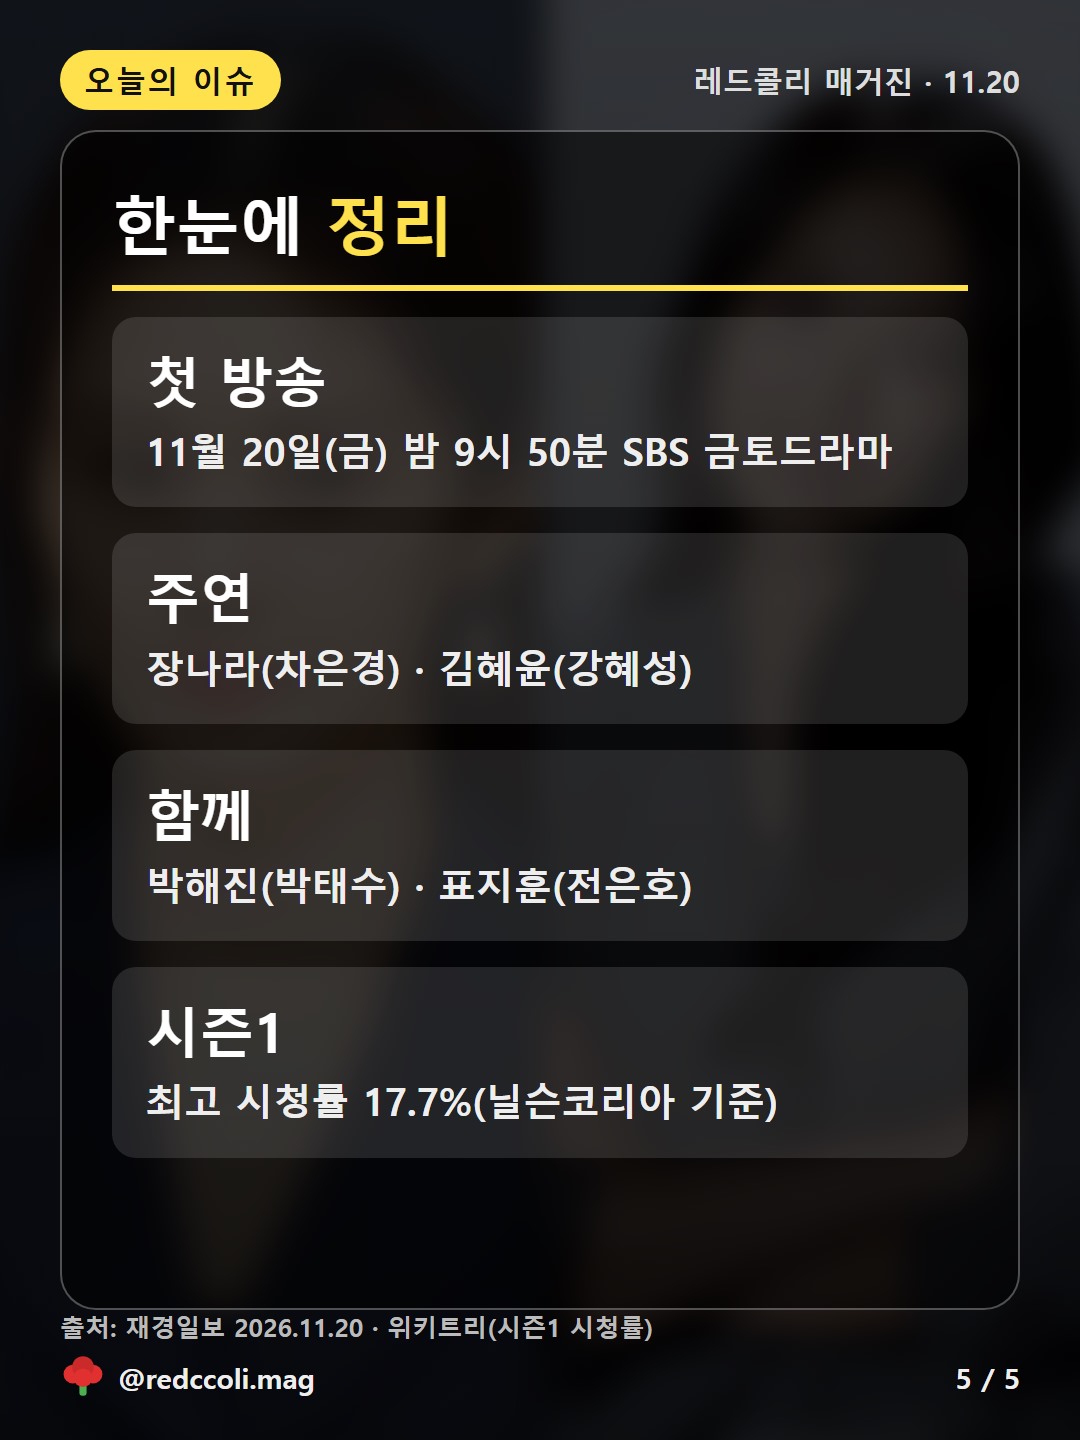 오늘의 이슈
레드콜리 매거진 · 11.20
한눈에 정리
첫 방송
11월 20일(금) 밤 9시 50분 SBS 금토드라마
주연
장나라(차은경) · 김혜윤(강혜성)
함께
박해진(박태수) · 표지훈(전은호)
시즌1
최고 시청률 17.7%(닐슨코리아 기준)
출처: 재경일보 2026.11.20 · 위키트리(시즌1 시청률)
@redccoli.mag
5 / 5